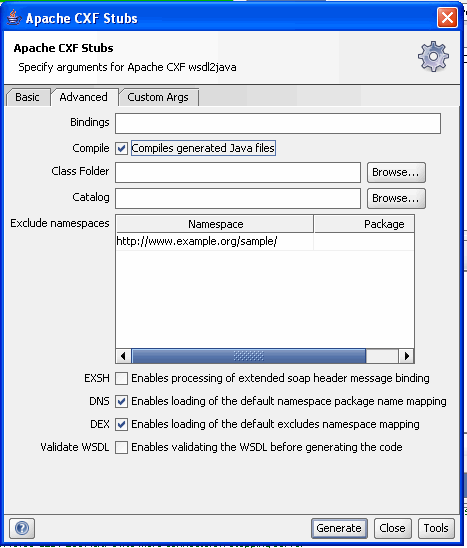 Apache CXF Stubs
Apache CXF Stubs
Specify arguments for Apache CXF wsdl2java
Basic Advanced Custom Args
Bindings
Compile Compiles generated Java files
Class Folder Browse...
Catalog Browse...
Exclude namespaces Namespace Package
http://www.example.org/sample/
EXSH Enables processing of extended soap header message binding
DNS Enables loading of the default namespace package name mapping
DEX Enables loading of the default excludes namespace mapping
Validate WSDL Enables validating the WSDL before generating the code
? Generate Close Tools